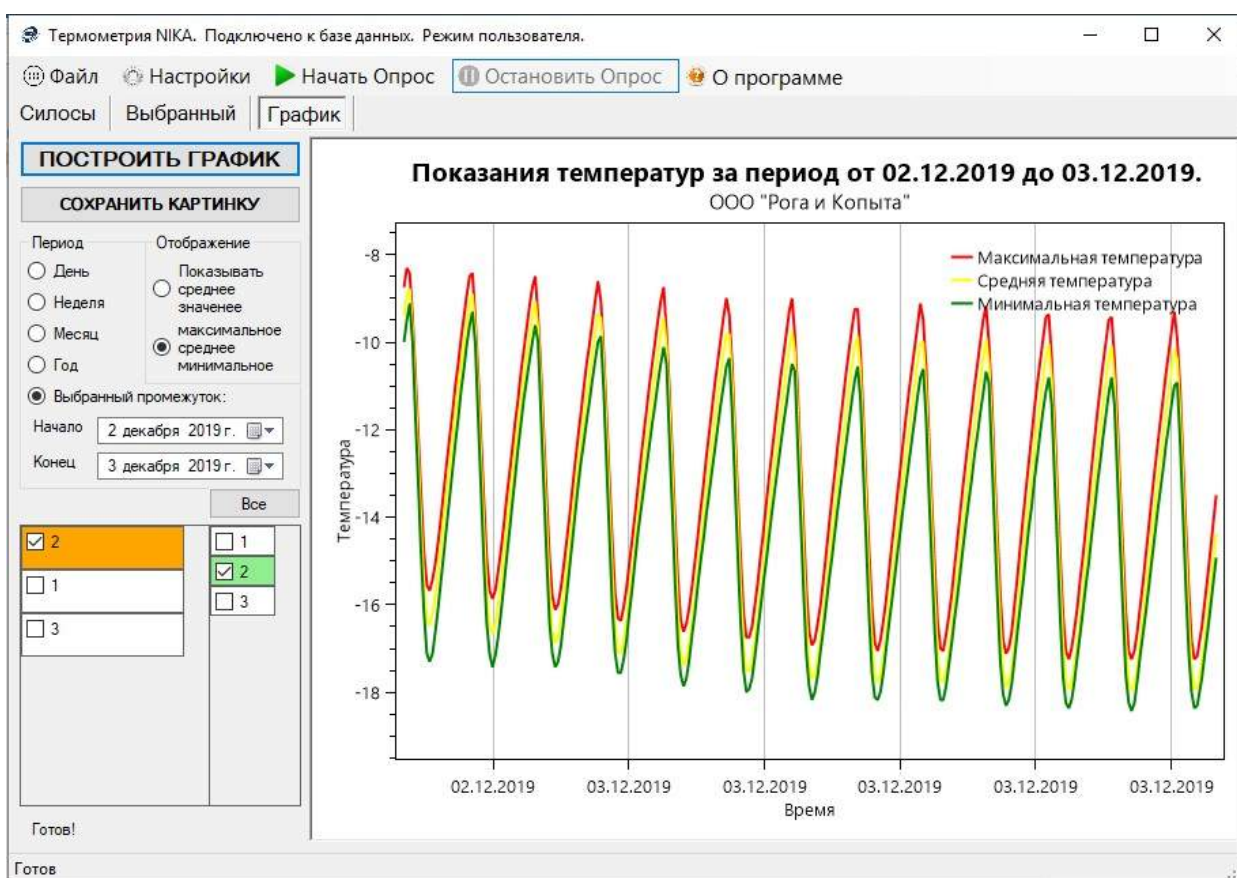 Термометрия NIKA. Подключено к базе данных. Режим пользователя.
Файл Настройки Начать Опрос Остановить Опрос О программе
Силосы Выбранный График
ПОСТРОИТЬ ГРАФИК
СОХРАНИТЬ КАРТИНКУ
Период
День
Неделя
Месяц
Год
Отображение
Показывать
среднее
значенее
максимальное
среднее
минимальное
Выбранный промежуток:
Начало 2 декабря 2019 г.
Конец 3 декабря 2019 г.
Все
2
1
3
1
2
3
Готов!
Готов
Показания температур за период от 02.12.2019 до 03.12.2019.
ООО "Рога и Копыта"
Максимальная температура
Средняя температура
Минимальная температура
Температура
-8
-10
-12
-14
-16
-18
02.12.2019 03.12.2019 03.12.2019 03.12.2019 03.12.2019 03.12.2019
Время